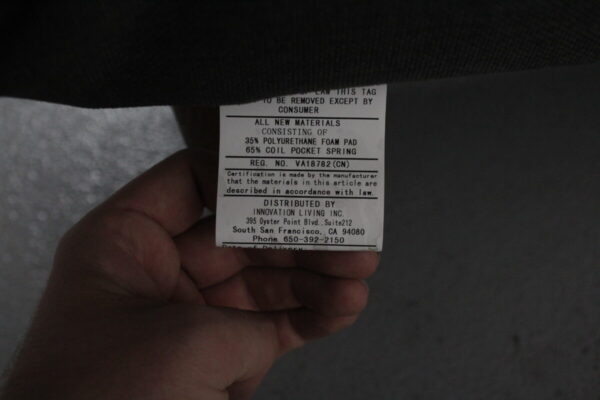 LAW THIS TAG
TO BE REMOVED EXCEPT BY
CONSUMER
ALL NEW MATERIALS
CONSISTING OF
35% POLYURETHANE FOAM PAD
65% COIL POCKET SPRING
REG. NO. VA18782(CN)
Certification is made by the manufacturer
that the materials in this article are
described in accordance with law.
DISTRIBUTED BY
INNOVATION LIVING INC.
395 Oyster Point Blvd.,Suite212
South San Francisco, CA 94080
Phone 650-392-2150